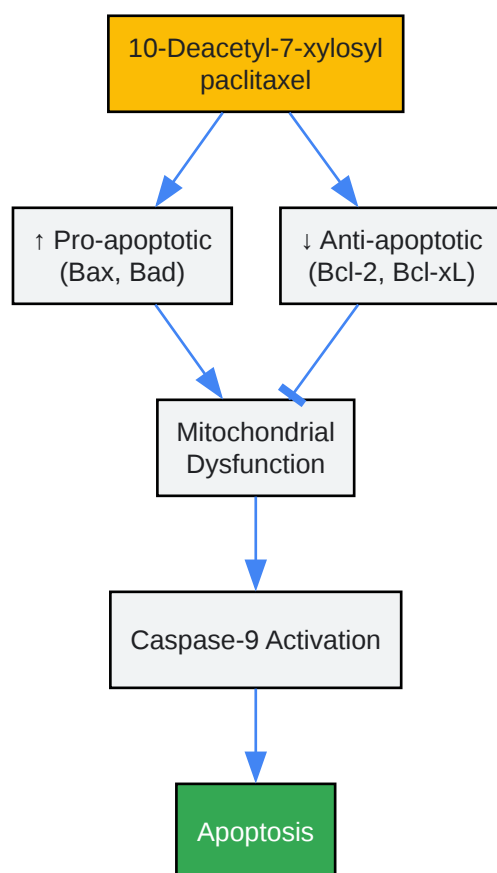 10-Deacetyl-7-xylosyl
paclitaxel
↑ Pro-apoptotic
(Bax, Bad)
↓ Anti-apoptotic
(Bcl-2, Bcl-xL)
Mitochondrial
Dysfunction
Caspase-9 Activation
Apoptosis